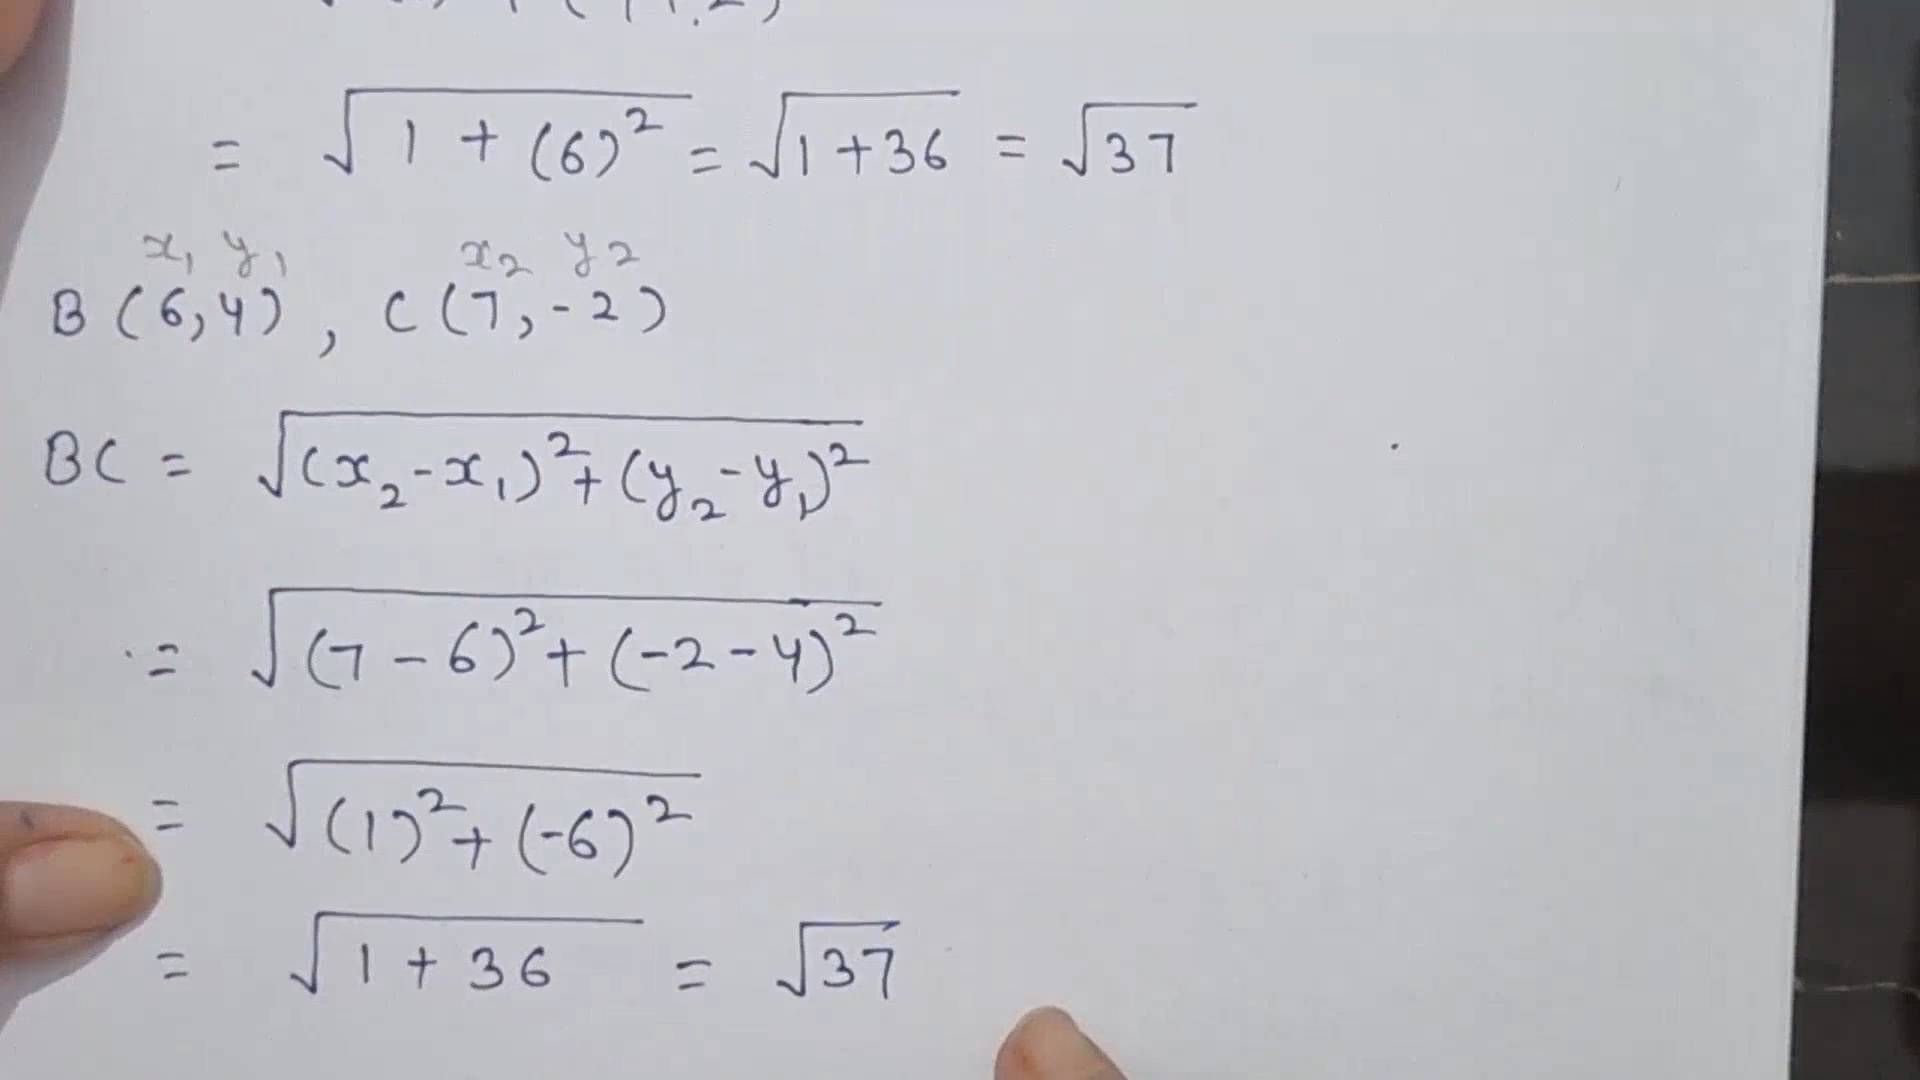 = √1 + (6)² = √1+36 = √37
x₁ y₁ x₂ y₂
B (6,4) , C (7,-2)
BC = √(x₂-x₁)²+(y₂-y₁)²
= √(7-6)²+(-2-4)²
= √(1)²+(-6)²
= √1+36 = √37